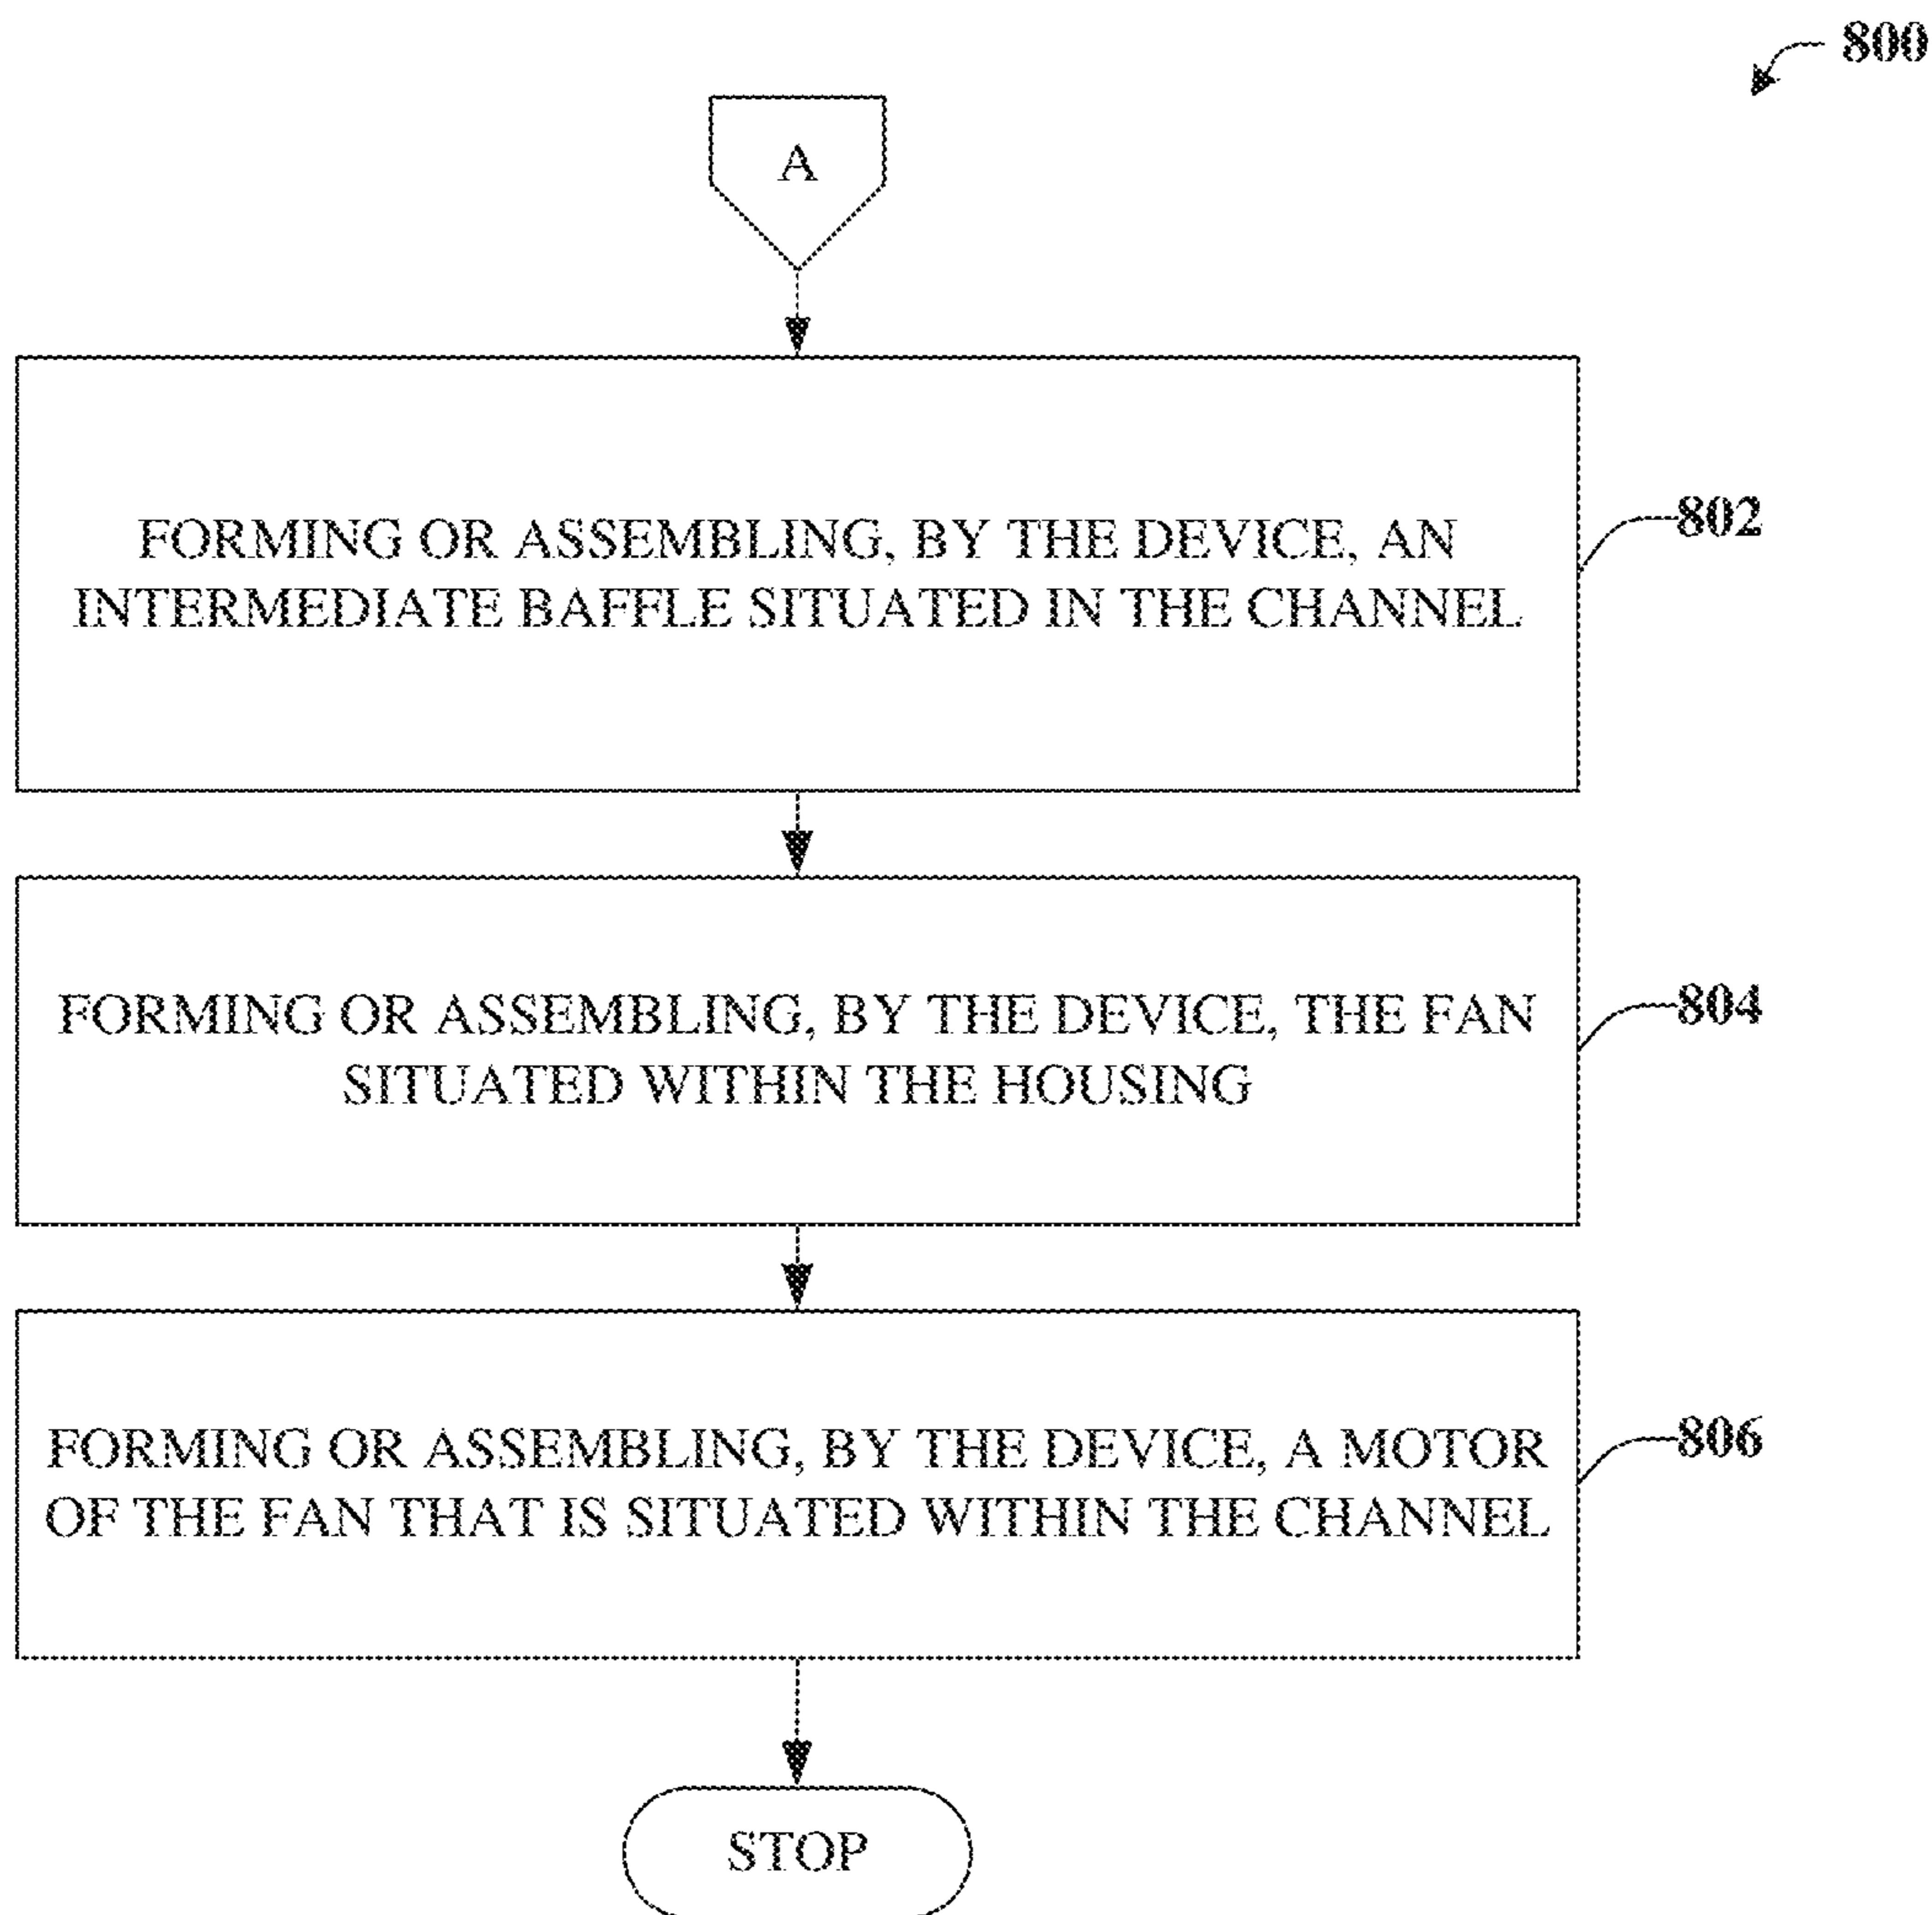 800
A
FORMING OR ASSEMBLING, BY THE DEVICE, AN
INTERMEDIATE BAFFLE SITUATED IN THE CHANNEL
802
FORMING OR ASSEMBLING, BY THE DEVICE, THE FAN
SITUATED WITHIN THE HOUSING
804
FORMING OR ASSEMBLING, BY THE DEVICE, A MOTOR
OF THE FAN THAT IS SITUATED WITHIN THE CHANNEL
806
STOP